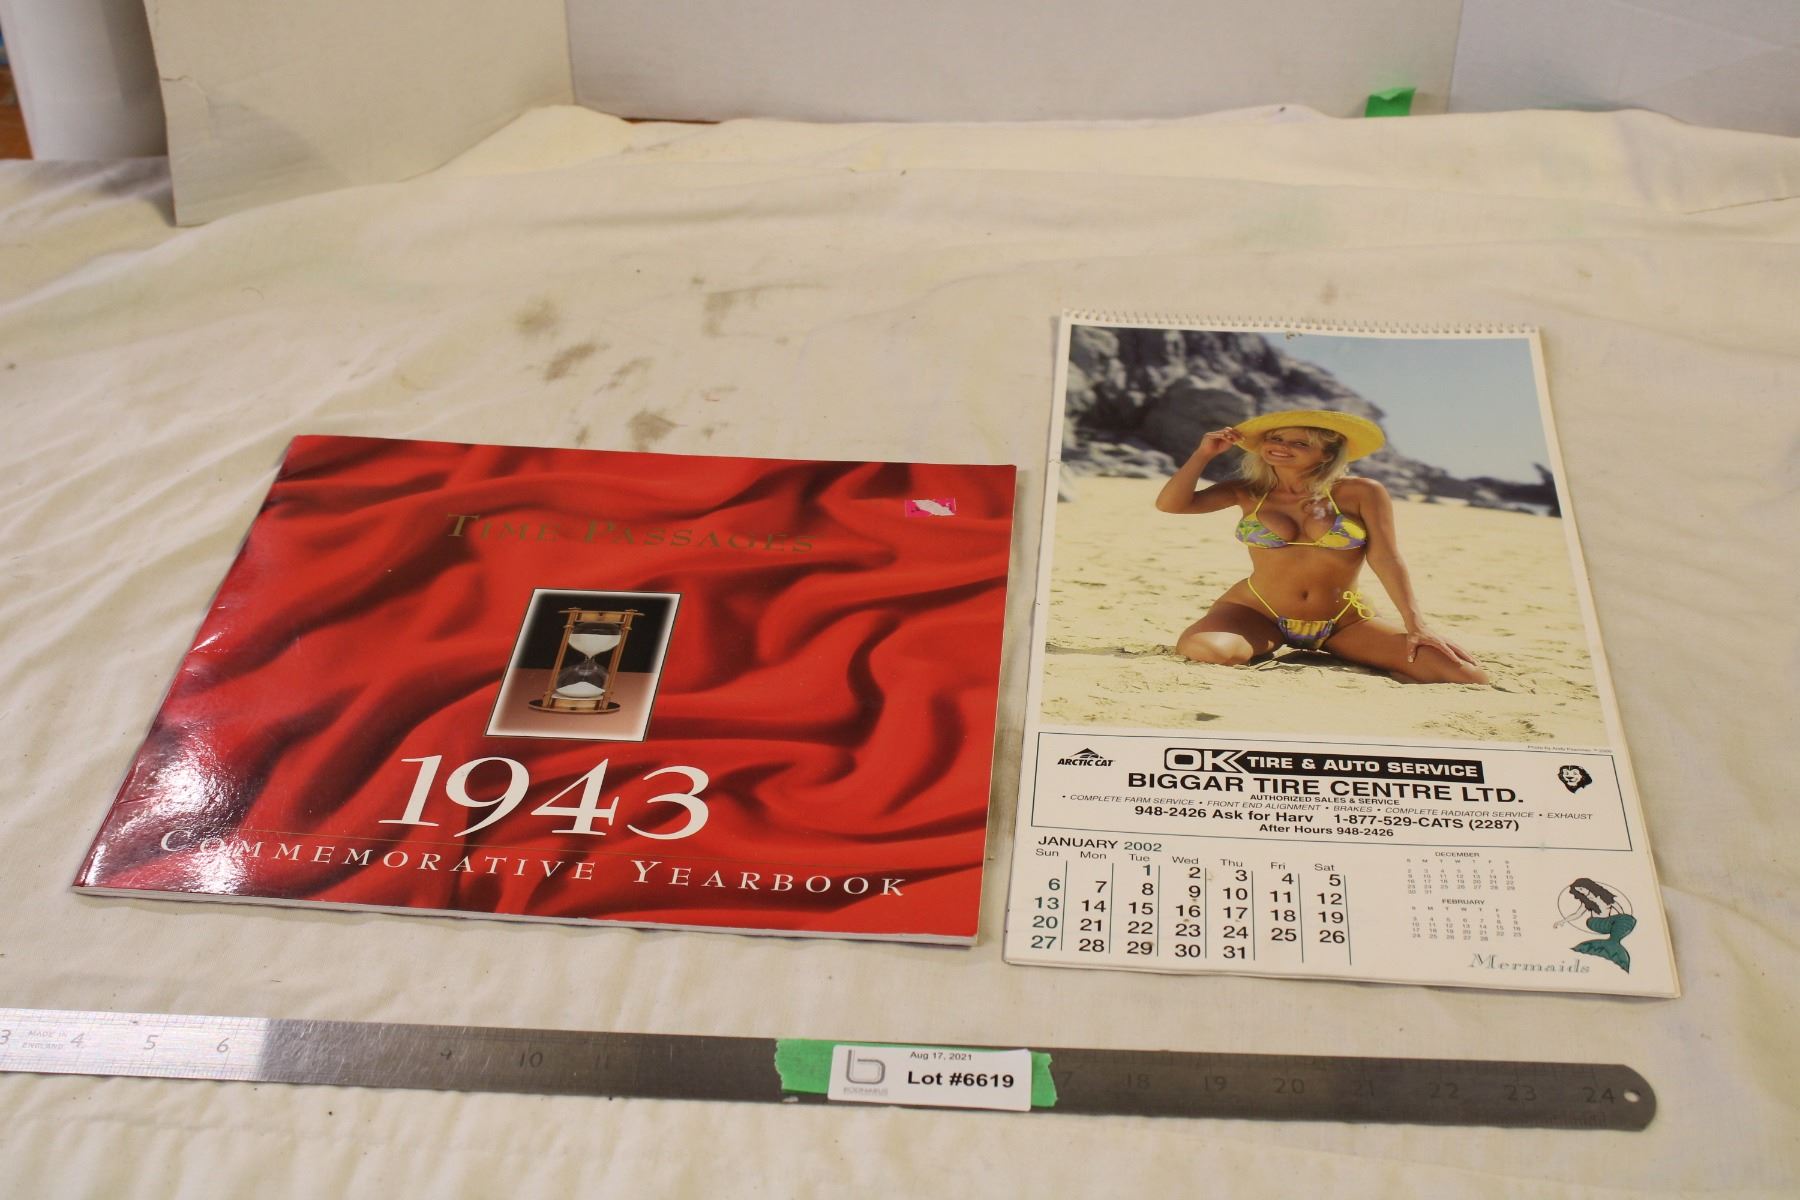 TIME PASSAGES
1943
COMMEMORATIVE YEARBOOK
ARCTIC CAT
OK TIRE & AUTO SERVICE
BIGGAR TIRE CENTRE LTD.
AUTHORIZED SALES & SERVICE
• COMPLETE FARM SERVICE • FRONT END ALIGNMENT • BRAKES • COMPLETE RADIATOR SERVICE • EXHAUST
948-2426 Ask for Harv 1-877-529-CATS (2287)
After Hours 948-2426
JANUARY 2002
Sun Mon Tue Wed Thu Fri Sat
1 2 3 4 5
6 7 8 9 10 11 12
13 14 15 16 17 18 19
20 21 22 23 24 25 26
27 28 29 30 31
DECEMBER
FEBRUARY
Mermaids
3 4 5 6 9 10 11 18 19 20 21 22 23 24
MADE IN
ENGLAND
Aug 17, 2021
Lot #6619
BODNARUS